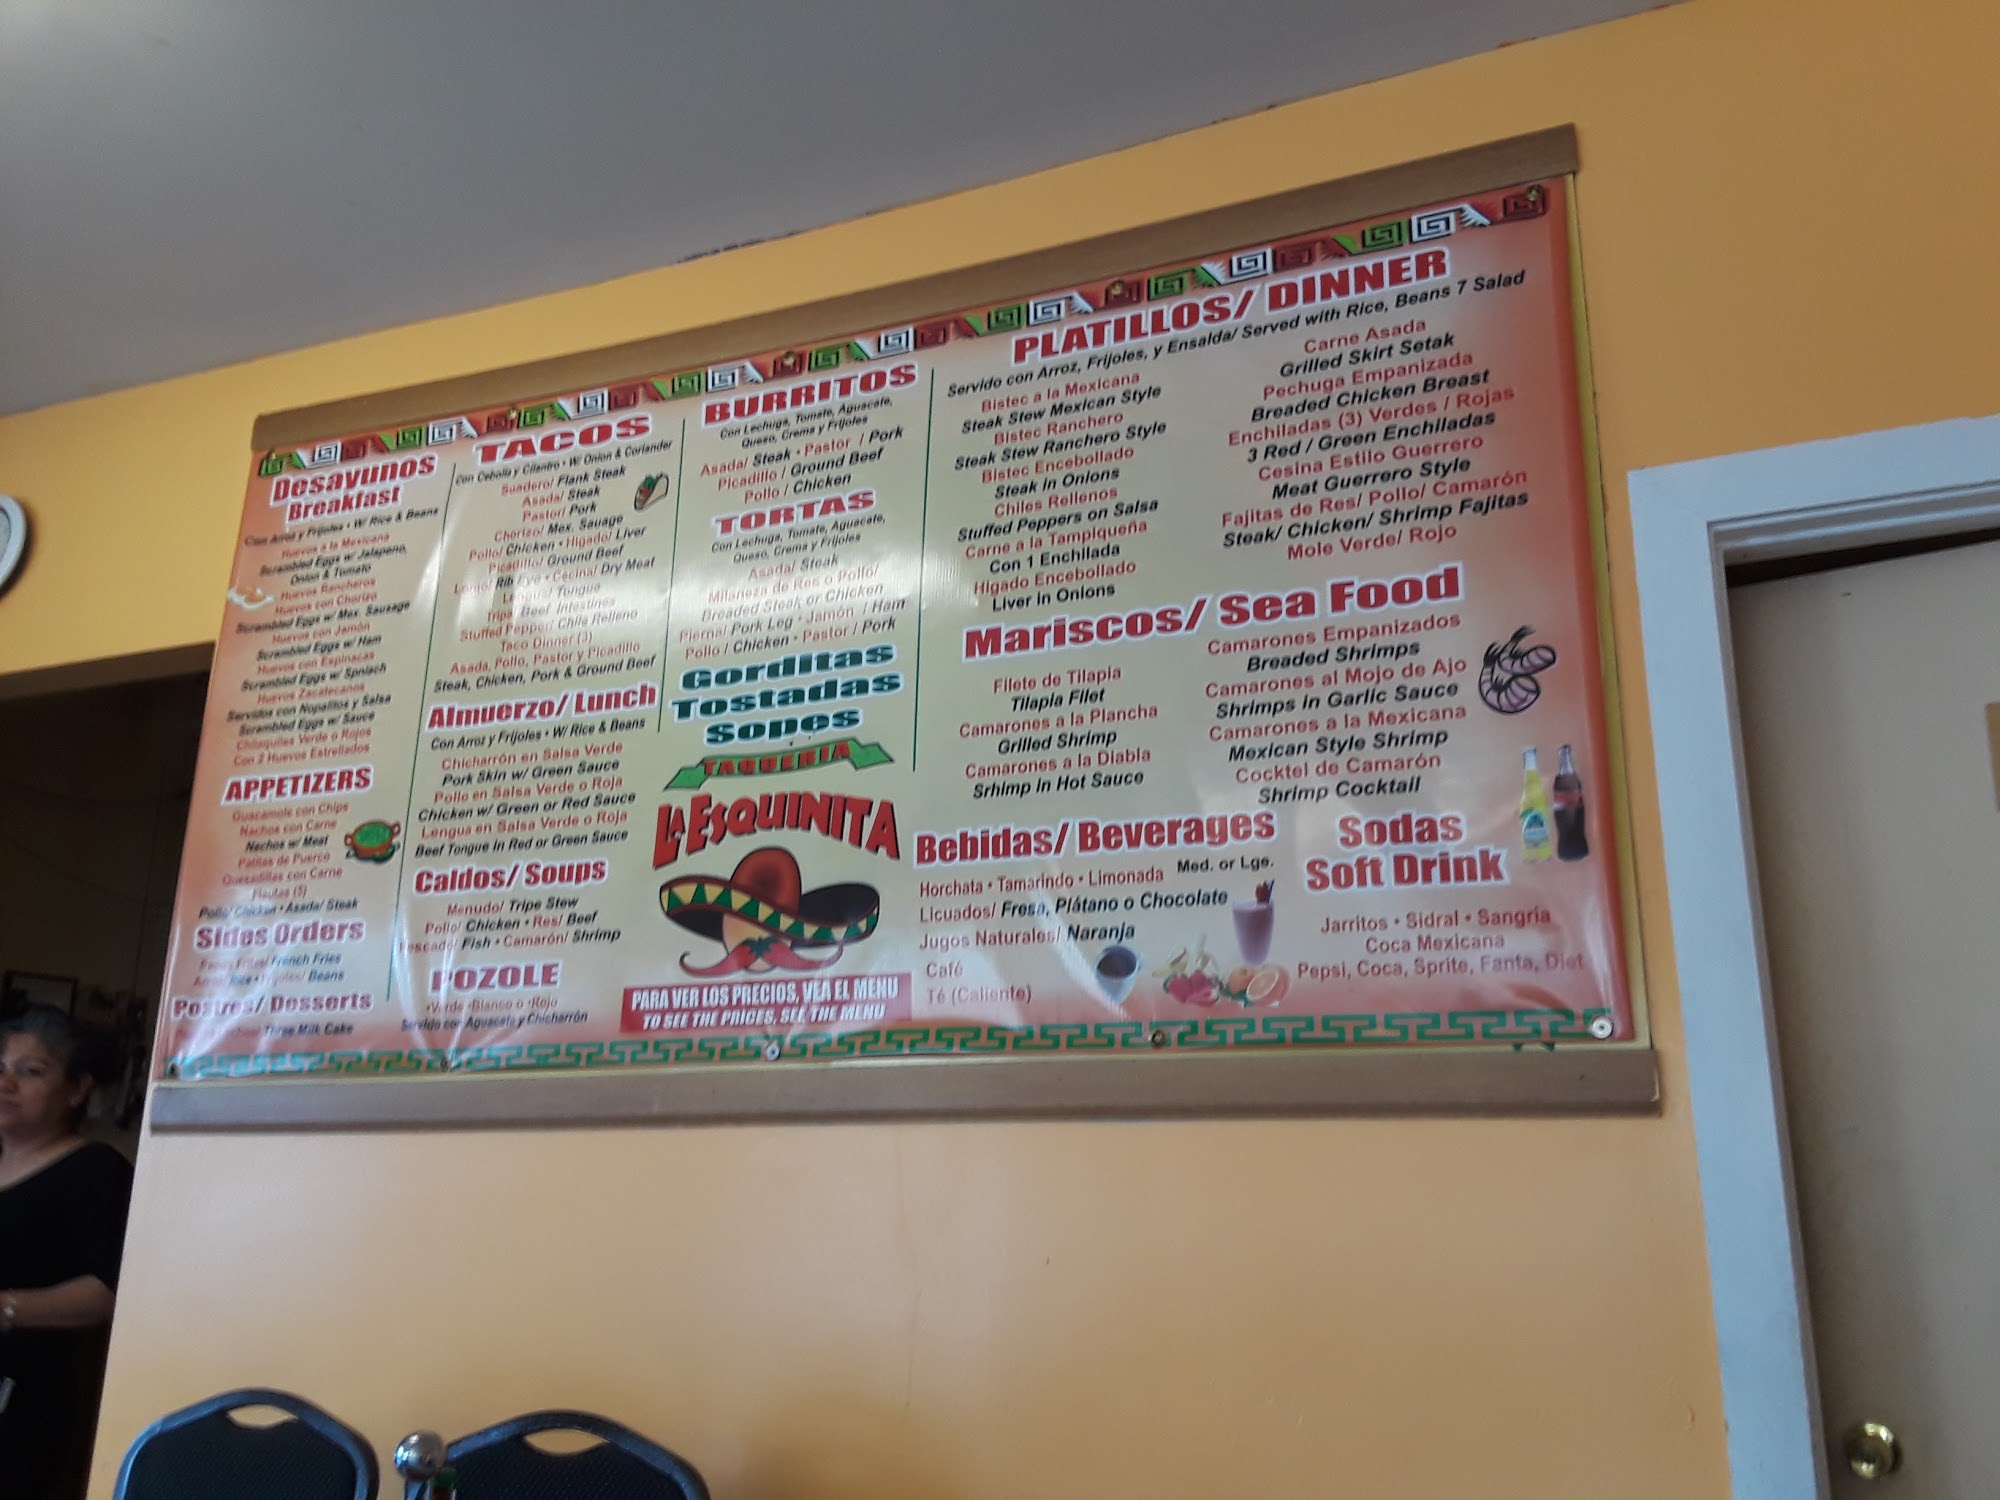 Desayunos
Breakfast
Con Arroz y Frijoles • W/ Rice & Beans
Huevos a la Mexicana
Scrambled Eggs w/ Jalapeno,
Onion & Tomato
Huevos Rancheros
Huevos con Chorizo
Scrambled Eggs w/ Mex. Sausage
Huevos con Jamón
Scrambled Eggs w/ Ham
Huevos con Espinacas
Scrambled Eggs w/ Spniach
Huevos Zacatecanos
Servidos con Nopalitos y Salsa
Scrambled Eggs w/ Sauce
Chilaquiles Verde o Rojos
Con 2 Huevos Estrellados
APPETIZERS
Guacamole con Chips
Nachos con Carne
Nachos w/ Meat
Patitas de Puerco
Quesadillas con Carne
Flautas (5)
Pollo/ Chicken • Asada/ Steak
Sides Orders
French Fries
Beans
Postres/ Desserts
Three Milk Cake
TACOS
Con Cebolla y Cilantro • W/ Onion & Coriander
Suadero/ Flank Steak
Asada/ Steak
Pastor/ Pork
Chorizo/ Mex. Sauage
Pollo/ Chicken • Higado/ Liver
Picadillo/ Ground Beef
Rib Eye • Cecina/ Dry Meat
Lengua/ Tongue
Tripa/ Beef Intestines
Stuffed Pepper/ Chile Relleno
Taco Dinner (3)
Asada, Pollo, Pastor y Picadillo
Steak, Chicken, Pork & Ground Beef
Almuerzo/ Lunch
Con Arroz y Frijoles • W/ Rice & Beans
Chicharrón en Salsa Verde
Pork Skin w/ Green Sauce
Pollo en Salsa Verde o Roja
Chicken w/ Green or Red Sauce
Lengua en Salsa Verde o Roja
Beef Tongue In Red or Green Sauce
Caldos/ Soups
Menudo/ Tripe Stew
Pollo/ Chicken • Res/ Beef
Pescado/ Fish • Camarón/ Shrimp
POZOLE
•Verde •Blanco o •Rojo
Servido con Aguacate y Chicharrón
BURRITOS
Con Lechuga, Tomate, Aguacate,
Queso, Crema y Frijoles
Asada/ Steak • Pastor / Pork
Picadillo / Ground Beef
Pollo / Chicken
TORTAS
Con Lechuga, Tomate, Aguacate,
Queso, Crema y Frijoles
Asada/ Steak
Milaneza de Res o Pollo/
Breaded Steak or Chicken
Pierna/ Pork Leg • Jamón / Ham
Pollo / Chicken • Pastor / Pork
Gorditas
Tostadas
Sopes
TAQUERIA
LA ESQUINITA
PARA VER LOS PRECIOS, VEA EL MENU
TO SEE THE PRICES, SEE THE MENU
PLATILLOS/ DINNER
Servido con Arroz, Frijoles, y Ensalda/ Served with Rice, Beans 7 Salad
Bistec a la Mexicana
Steak Stew Mexican Style
Bistec Ranchero
Steak Stew Ranchero Style
Bistec Encebollado
Steak in Onions
Chiles Rellenos
Stuffed Peppers on Salsa
Carne a la Tampiqueña
Con 1 Enchilada
Higado Encebollado
Liver in Onions
Carne Asada
Grilled Skirt Setak
Pechuga Empanizada
Breaded Chicken Breast
Enchiladas (3) Verdes / Rojas
3 Red / Green Enchiladas
Cesina Estilo Guerrero
Meat Guerrero Style
Fajitas de Res/ Pollo/ Camarón
Steak/ Chicken/ Shrimp Fajitas
Mole Verde/ Rojo
Mariscos/ Sea Food
Filete de Tilapia
Tilapia Filet
Camarones a la Plancha
Grilled Shrimp
Camarones a la Diabla
Srhimp in Hot Sauce
Camarones Empanizados
Breaded Shrimps
Camarones al Mojo de Ajo
Shrimps in Garlic Sauce
Camarones a la Mexicana
Mexican Style Shrimp
Cocktel de Camarón
Shrimp Cocktail
Bebidas/ Beverages
Horchata • Tamarindo • Limonada Med. or Lge.
Licuados/ Fresa, Plátano o Chocolate
Jugos Naturales/ Naranja
Café
Té (Caliente)
Sodas
Soft Drink
Jarritos • Sidral • Sangría
Coca Mexicana
Pepsi, Coca, Sprite, Fanta, Diet